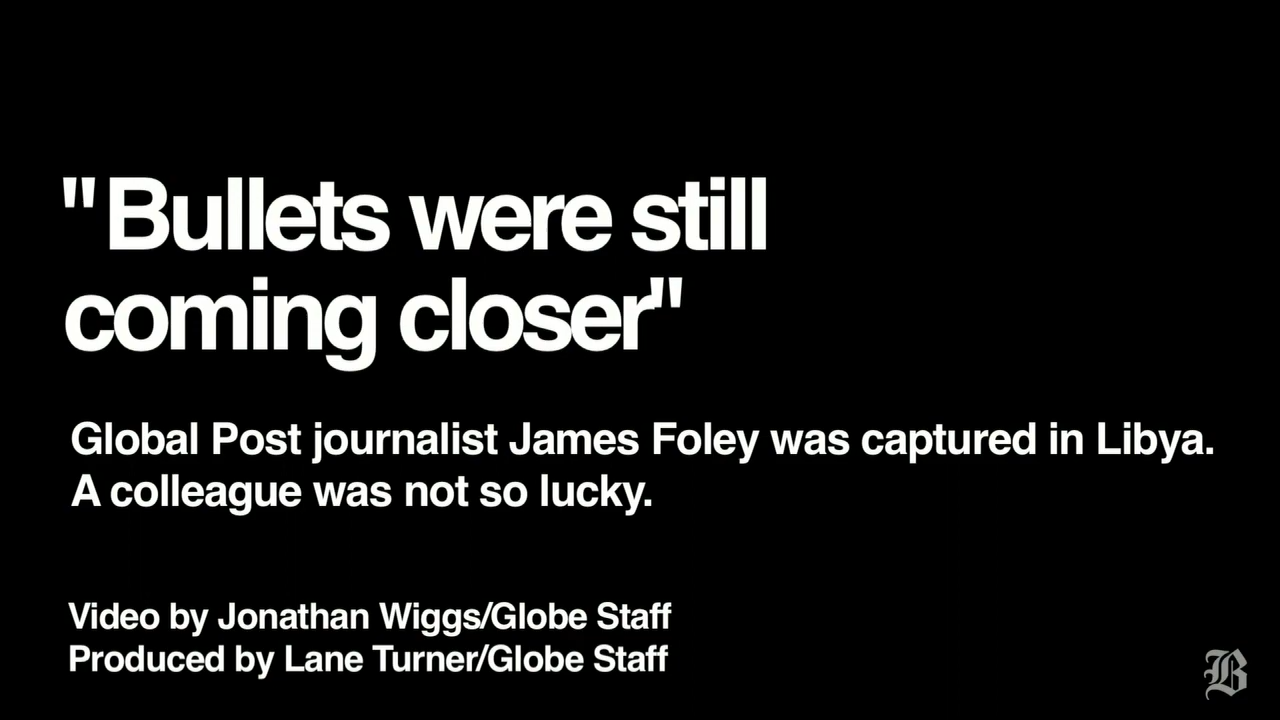 "Bullets were still
coming closer"
Global Post journalist James Foley was captured in Libya.
A colleague was not so lucky.
Video by Jonathan Wiggs/Globe Staff
Produced by Lane Turner/Globe Staff
B